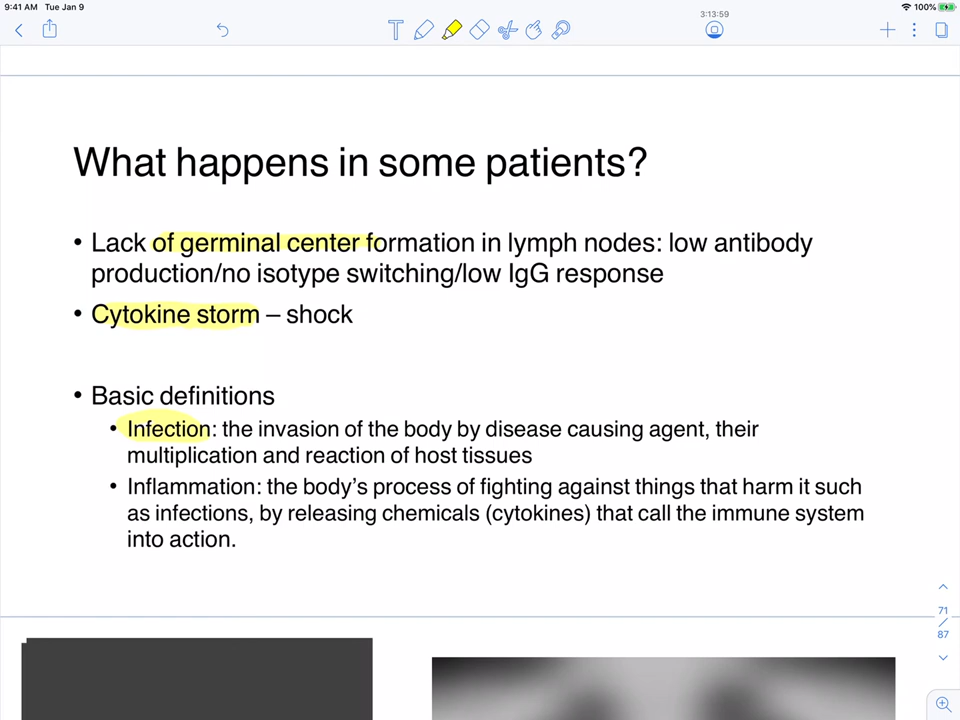 9:41 AM Tue Jan 9
100%
3:13:59
What happens in some patients?
• Lack of germinal center formation in lymph nodes: low antibody
production/no isotype switching/low IgG response
• Cytokine storm – shock
• Basic definitions
• Infection: the invasion of the body by disease causing agent, their
multiplication and reaction of host tissues
• Inflammation: the body’s process of fighting against things that harm it such
as infections, by releasing chemicals (cytokines) that call the immune system
into action.
71
/
87